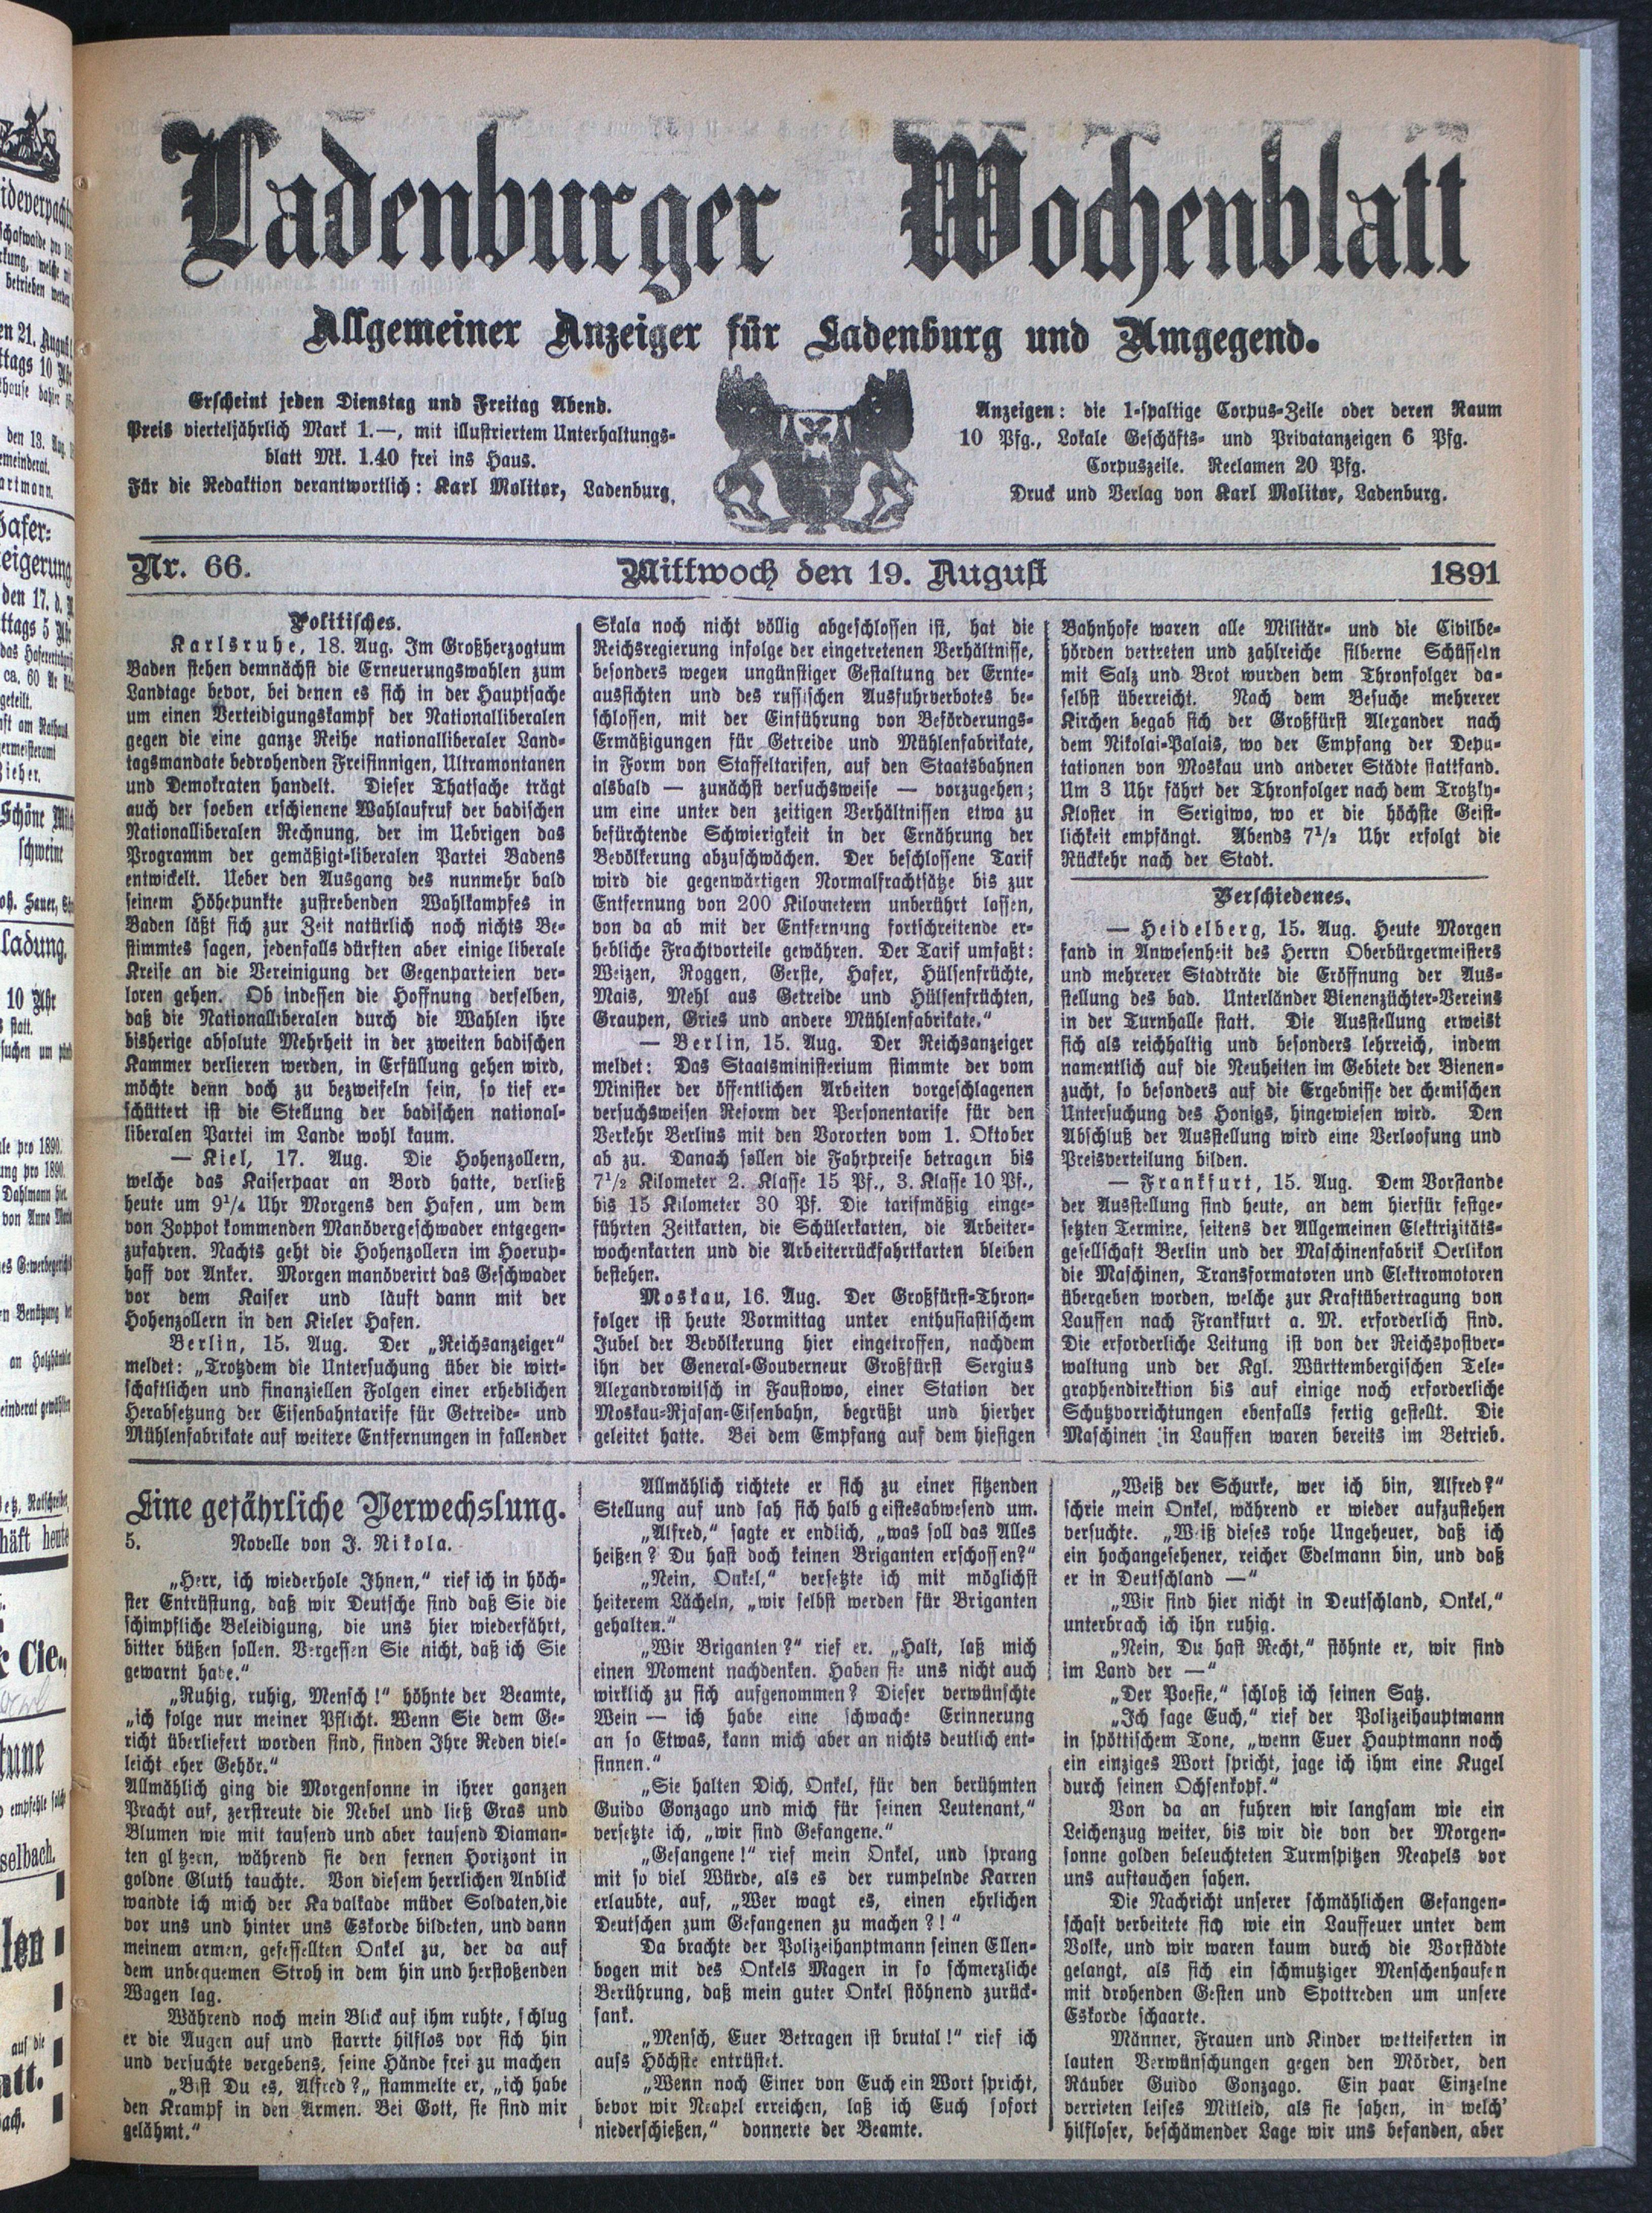 Ladenburger Wochenblatt
Allgemeiner Anzeiger für Ladenburg und Umgegend.
Erscheint jeden Dienstag und Freitag Abend.
Preis vierteljährlich Mark 1.—, mit illustriertem Unterhaltungs-
blatt Mk. 1.40 frei ins Haus.
Für die Redaktion verantwortlich: Karl Molitor, Ladenburg.
Anzeigen: die 1-spaltige Corpus-Zeile oder deren Raum
10 Pfg., Lokale Geschäfts- und Privatanzeigen 6 Pfg.
Corpuszeile. Reclamen 20 Pfg.
Druck und Verlag von Karl Molitor, Ladenburg.
Nr. 66.
Mittwoch den 19. August
1891
Politisches.
Karlsruhe, 18. Aug. Im Großherzogtum
Baden stehen demnächst die Erneuerungswahlen zum
Landtage bevor, bei denen es sich in der Hauptsache
um einen Verteidigungskampf der Nationalliberalen
gegen die eine ganze Reihe nationalliberaler Land-
tagsmandate bedrohenden Freisinnigen, Ultramontanen
und Demokraten handelt. Dieser Thatsache trägt
auch der soeben erschienene Wahlaufruf der badischen
Nationalliberalen Rechnung, der im Uebrigen das
Programm der gemäßigt-liberalen Partei Badens
entwickelt. Ueber den Ausgang des nunmehr bald
seinem Höhepunkte zustrebenden Wahlkampfes in
Baden läßt sich zur Zeit natürlich noch nichts Be-
stimmtes sagen, jedenfalls dürften aber einige liberale
Kreise an die Vereinigung der Gegenparteien ver-
loren gehen. Ob indessen die Hoffnung derselben,
daß die Nationalliberalen durch die Wahlen ihre
bisherige absolute Mehrheit in der zweiten badischen
Kammer verlieren werden, in Erfüllung gehen wird,
möchte denn doch zu bezweifeln sein, so tief er-
schüttert ist die Stellung der badischen national-
liberalen Partei im Lande wohl kaum.
— Kiel, 17. Aug. Die Hohenzollern,
welche das Kaiserpaar an Bord hatte, verließ
heute um 9¼ Uhr Morgens den Hafen, um dem
von Zoppot kommenden Manövergeschwader entgegen-
zufahren. Nachts geht die Hohenzollern im Hoerup-
haff vor Anker. Morgen manöverirt das Geschwader
vor dem Kaiser und läuft dann mit der
Hohenzollern in den Kieler Hafen.
Berlin, 15. Aug. Der „Reichsanzeiger“
meldet: „Trotzdem die Untersuchung über die wirt-
schaftlichen und finanziellen Folgen einer erheblichen
Herabsetzung der Eisenbahntarife für Getreide- und
Mühlenfabrikate auf weitere Entfernungen in fallender
Skala noch nicht völlig abgeschlossen ist, hat die
Reichsregierung infolge der eingetretenen Verhältnisse,
besonders wegen ungünstiger Gestaltung der Ernte-
aussichten und des russischen Ausfuhrverbotes be-
schlossen, mit der Einführung von Beförderungs-
Ermäßigungen für Getreide und Mühlenfabrikate,
in Form von Staffeltarifen, auf den Staatsbahnen
alsbald — zunächst versuchsweise — vorzugehen;
um eine unter den zeitigen Verhältnissen etwa zu
befürchtende Schwierigkeit in der Ernährung der
Bevölkerung abzuschwächen. Der beschlossene Tarif
wird die gegenwärtigen Normalfrachtsätze bis zur
Entfernung von 200 Kilometern unberührt lassen,
von da ab mit der Entfernung fortschreitende er-
hebliche Frachtvorteile gewähren. Der Tarif umfaßt:
Weizen, Roggen, Gerste, Hafer, Hülsenfrüchte,
Mais, Mehl aus Getreide und Hülsenfrüchten,
Graupen, Gries und andere Mühlenfabrikate.“
— Berlin, 15. Aug. Der Reichsanzeiger
meldet: Das Staatsministerium stimmte der vom
Minister der öffentlichen Arbeiten vorgeschlagenen
versuchsweisen Reform der Personentarife für den
Verkehr Berlins mit den Vororten vom 1. Oktober
ab zu. Danach sollen die Fahrpreise betragen bis
7½ Kilometer 2. Klasse 15 Pf., 3. Klasse 10 Pf.,
bis 15 Kilometer 30 Pf. Die tarifmäßig einge-
führten Zeitkarten, die Schülerkarten, die Arbeiter-
wochenkarten und die Arbeiterrückfahrtkarten bleiben
bestehen.
Moskau, 16. Aug. Der Großfürst-Thron-
folger ist heute Vormittag unter enthusiastischem
Jubel der Bevölkerung hier eingetroffen, nachdem
ihn der General-Gouverneur Großfürst Sergius
Alexandrowitsch in Faustowo, einer Station der
Moskau-Rjasan-Eisenbahn, begrüßt und hierher
geleitet hatte. Bei dem Empfang auf dem hiesigen
Bahnhofe waren alle Militär- und die Civilbe-
hörden vertreten und zahlreiche silberne Schüsseln
mit Salz und Brot wurden dem Thronfolger da-
selbst überreicht. Nach dem Besuche mehrerer
Kirchen begab sich der Großfürst Alexander nach
dem Nikolai-Palais, wo der Empfang der Depu-
tationen von Moskau und anderer Städte stattfand.
Um 3 Uhr fährt der Thronfolger nach dem Trotzky-
Kloster in Serigiwo, wo er die höchste Geist-
lichkeit empfängt. Abends 7½ Uhr erfolgt die
Rückkehr nach der Stadt.
Verschiedenes.
— Heidelberg, 15. Aug. Heute Morgen
fand in Anwesenheit des Herrn Oberbürgermeisters
und mehrerer Stadträte die Eröffnung der Aus-
stellung des bad. Unterländer Bienenzüchter-Vereins
in der Turnhalle statt. Die Ausstellung erweist
sich als reichhaltig und besonders lehrreich, indem
namentlich auf die Neuheiten im Gebiete der Bienen-
zucht, so besonders auf die Ergebnisse der chemischen
Untersuchung des Honigs, hingewiesen wird. Den
Abschluß der Ausstellung wird eine Verloosung und
Preisverteilung bilden.
— Frankfurt, 15. Aug. Dem Vorstande
der Ausstellung sind heute, an dem hierfür festge-
setzten Termine, seitens der Allgemeinen Elektrizitäts-
gesellschaft Berlin und der Maschinenfabrik Oerlikon
die Maschinen, Transformatoren und Elektromotoren
übergeben worden, welche zur Kraftübertragung von
Lauffen nach Frankfurt a. M. erforderlich sind.
Die erforderliche Leitung ist von der Reichspostver-
waltung und der Kgl. Württembergischen Tele-
graphendirektion bis auf einige noch erforderliche
Schutzvorrichtungen ebenfalls fertig gestellt. Die
Maschinen in Lauffen waren bereits im Betrieb.
Eine gefährliche Verwechslung.
5. Novelle von J. Nikola.
„Herr, ich wiederhole Ihnen,“ rief ich in höch-
ster Entrüstung, daß wir Deutsche sind daß Sie die
schimpfliche Beleidigung, die uns hier wiederfährt,
bitter büßen sollen. Vergessen Sie nicht, daß ich Sie
gewarnt habe.“
„Ruhig, ruhig, Mensch!“ höhnte der Beamte,
„ich folge nur meiner Pflicht. Wenn Sie dem Ge-
richt überliefert worden sind, finden Ihre Reden viel-
leicht eher Gehör.“
Allmählich ging die Morgensonne in ihrer ganzen
Pracht auf, zerstreute die Nebel und ließ Gras und
Blumen wie mit tausend und aber tausend Diaman-
ten gl tzern, während sie den fernen Horizont in
goldne Gluth tauchte. Von diesem herrlichen Anblick
wandte ich mich der Kavalkade müder Soldaten,die
vor uns und hinter uns Eskorde bildeten, und dann
meinem armen, gefesselten Onkel zu, der da auf
dem unbequemen Stroh in dem hin und herstoßenden
Wagen lag.
Während noch mein Blick auf ihm ruhte, schlug
er die Augen auf und starrte hilflos vor sich hin
und versuchte vergebens, seine Hände frei zu machen
„Bist Du es, Alfred?„ stammelte er, „ich habe
den Krampf in den Armen. Bei Gott, sie sind mir
gelähmt.“
Allmählich richtete er sich zu einer sitzenden
Stellung auf und sah sich halb geistesabwesend um.
„Alfred,“ sagte er endlich, „was soll das Alles
heißen? Du hast doch keinen Briganten erschossen?“
„Nein, Onkel,“ versetzte ich mit möglichst
heiterem Lächeln, „wir selbst werden für Briganten
gehalten.“
„Wir Briganten?“ rief er. „Halt, laß mich
einen Moment nachdenken. Haben sie uns nicht auch
wirklich zu sich aufgenommen? Dieser verwünschte
Wein — ich habe eine schwache Erinnerung
an so Etwas, kann mich aber an nichts deutlich ent-
sinnen.“
„Sie halten Dich, Onkel, für den berühmten
Guido Gonzago und mich für seinen Leutenant,“
versetzte ich, „wir sind Gefangene.“
„Gefangene!“ rief mein Onkel, und sprang
mit so viel Würde, als es der rumpelnde Karren
erlaubte, auf, „Wer wagt es, einen ehrlichen
Deutschen zum Gefangenen zu machen?!“
Da brachte der Polizeihanptmann seinen Ellen-
bogen mit des Onkels Magen in so schmerzliche
Berührung, daß mein guter Onkel stöhnend zurück-
sank.
„Mensch, Euer Betragen ist brutal!“ rief ich
aufs Höchste entrüstet.
„Wenn noch Einer von Euch ein Wort spricht,
bevor wir Neapel erreichen, laß ich Euch sofort
niederschießen,“ donnerte der Beamte.
„Weiß der Schurke, wer ich bin, Alfred?“
schrie mein Onkel, während er wieder aufzustehen
versuchte. „W iß dieses rohe Ungeheuer, daß ich
ein hochangesehener, reicher Edelmann bin, und daß
er in Deutschland —“
„Wir sind hier nicht in Deutschland, Onkel,“
unterbrach ich ihn ruhig.
„Nein, Du hast Recht,“ stöhnte er, wir sind
im Land der —“
„Der Poesie,“ schloß ich seinen Satz.
„Ich sage Euch,“ rief der Polizeihauptmann
in spöttischem Tone, „wenn Euer Hauptmann noch
ein einziges Wort spricht, jage ich ihm eine Kugel
durch seinen Ochsenkopf.“
Von da an fuhren wir langsam wie ein
Leichenzug weiter, bis wir die von der Morgen-
sonne golden beleuchteten Turmspitzen Neapels vor
uns auftauchen sahen.
Die Nachricht unserer schmählichen Gefangen-
schaft verbeitete sich wie ein Lauffeuer unter dem
Volke, und wir waren kaum durch die Vorstädte
gelangt, als sich ein schmutziger Menschenhaufen
mit drohenden Gesten und Spottreden um unsere
Eskorde schaarte.
Männer, Frauen und Kinder wetteiferten in
lauten Verwünschungen gegen den Mörder, den
Räuber Guido Gonzago. Ein paar Einzelne
verrieten leises Mitleid, als sie sahen, in welch'
hilfloser, beschämender Lage wir uns befanden, aber